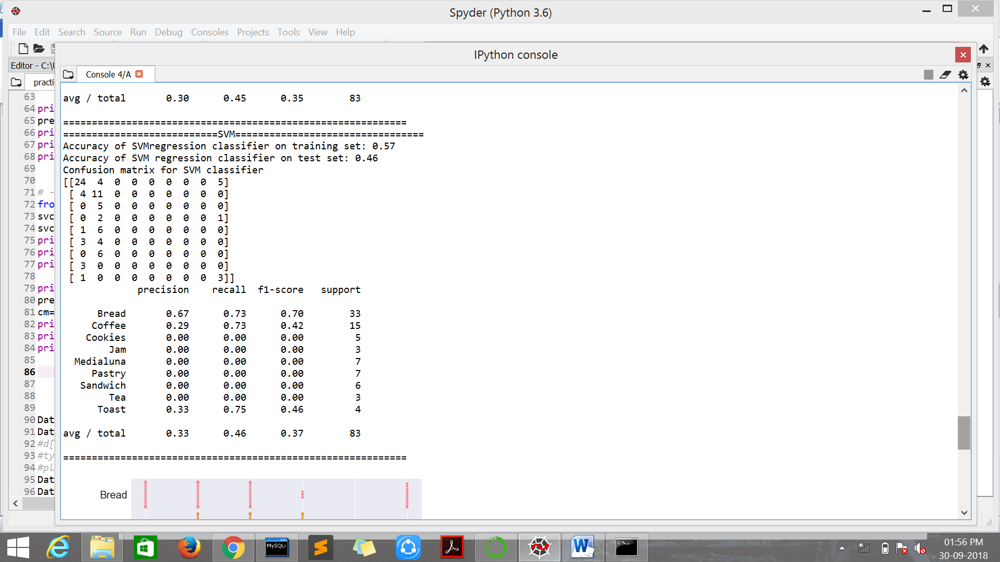 Spyder (Python 3.6)
File Edit Search Source Run Debug Consoles Projects Tools View Help
IPython console
Editor - C:\
Console 4/A
practi
63
64 pri
65 pre
66 pri
67 pri
68 pri
69
70
71 # -
72 fro
73 svc
74 svc
75 pri
76 pri
77 pri
78
79 pri
80 pre
81 cm=
82 pri
83 pri
84 pri
85
86
87
88
89
90 Dat
91 Dat
92 #d[
93 #ty
94 #pl
95 Dat
96 Dat
avg / total 0.30 0.45 0.35 83
============================================================
===========================SVM=================================
Accuracy of SVMregression classifier on training set: 0.57
Accuracy of SVM regression classifier on test set: 0.46
Confusion matrix for SVM classifier
[[24 4 0 0 0 0 0 0 5]
[ 4 11 0 0 0 0 0 0 0]
[ 0 5 0 0 0 0 0 0 0]
[ 0 2 0 0 0 0 0 0 1]
[ 1 6 0 0 0 0 0 0 0]
[ 3 4 0 0 0 0 0 0 0]
[ 0 6 0 0 0 0 0 0 0]
[ 3 0 0 0 0 0 0 0 0]
[ 1 0 0 0 0 0 0 0 3]]
precision recall f1-score support
Bread 0.67 0.73 0.70 33
Coffee 0.29 0.73 0.42 15
Cookies 0.00 0.00 0.00 5
Jam 0.00 0.00 0.00 3
Medialuna 0.00 0.00 0.00 7
Pastry 0.00 0.00 0.00 7
Sandwich 0.00 0.00 0.00 6
Tea 0.00 0.00 0.00 3
Toast 0.33 0.75 0.46 4
avg / total 0.33 0.46 0.37 83
============================================================
Bread
MySQL>
C:\_
01:56 PM
30-09-2018